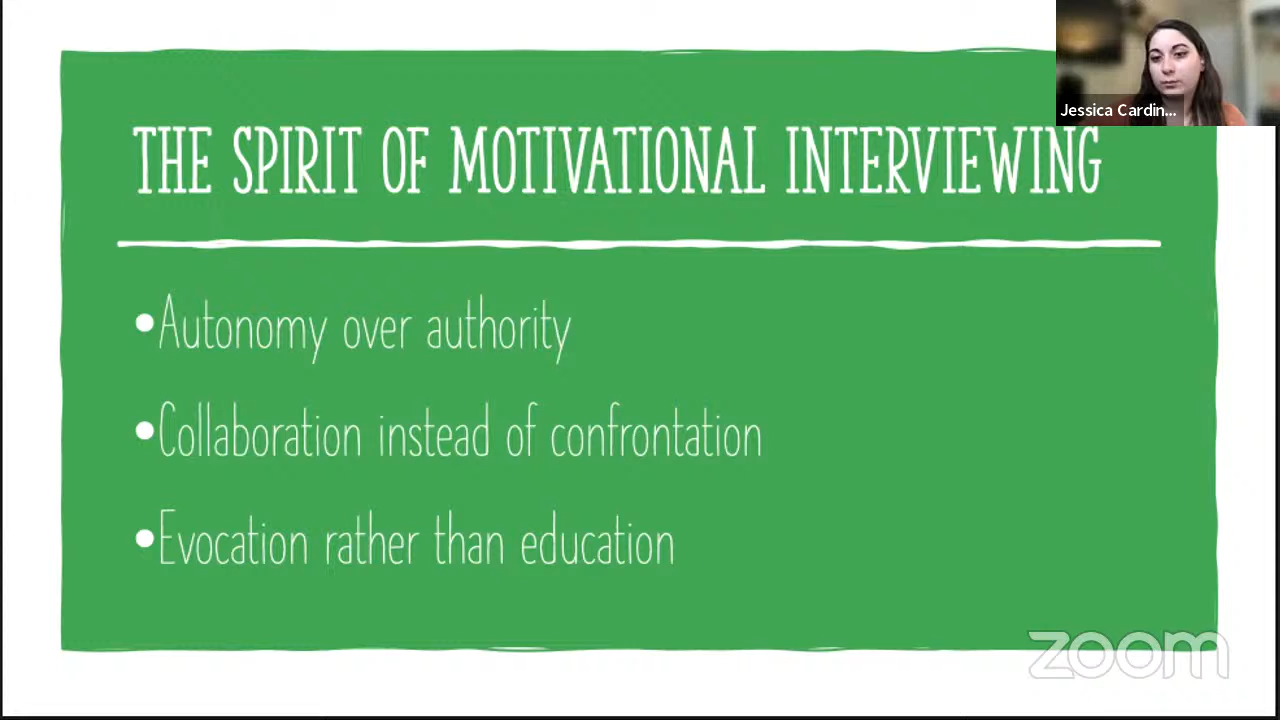 Jessica Cardin...
THE SPIRIT OF MOTIVATIONAL INTERVIEWING
•Autonomy over authority
•Collaboration instead of confrontation
•Evocation rather than education
zoom